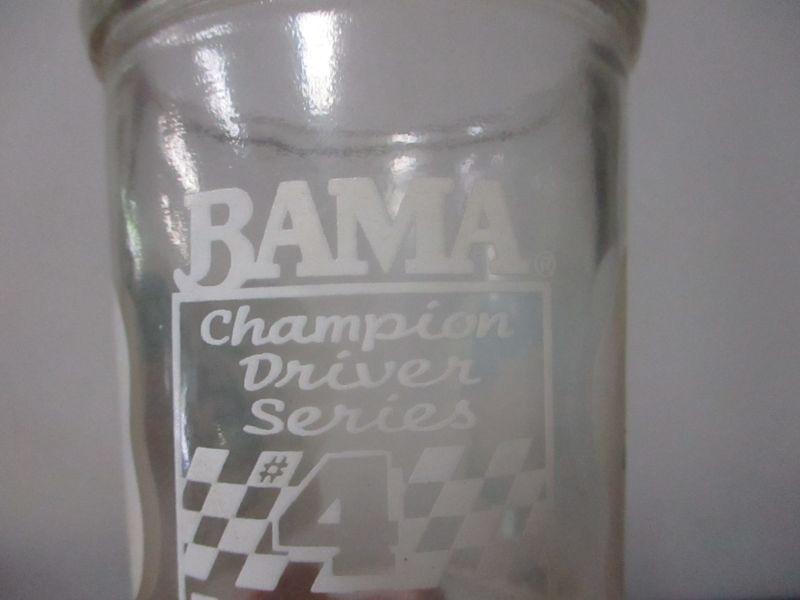 BAMA®
Champion
Driver
Series
#4